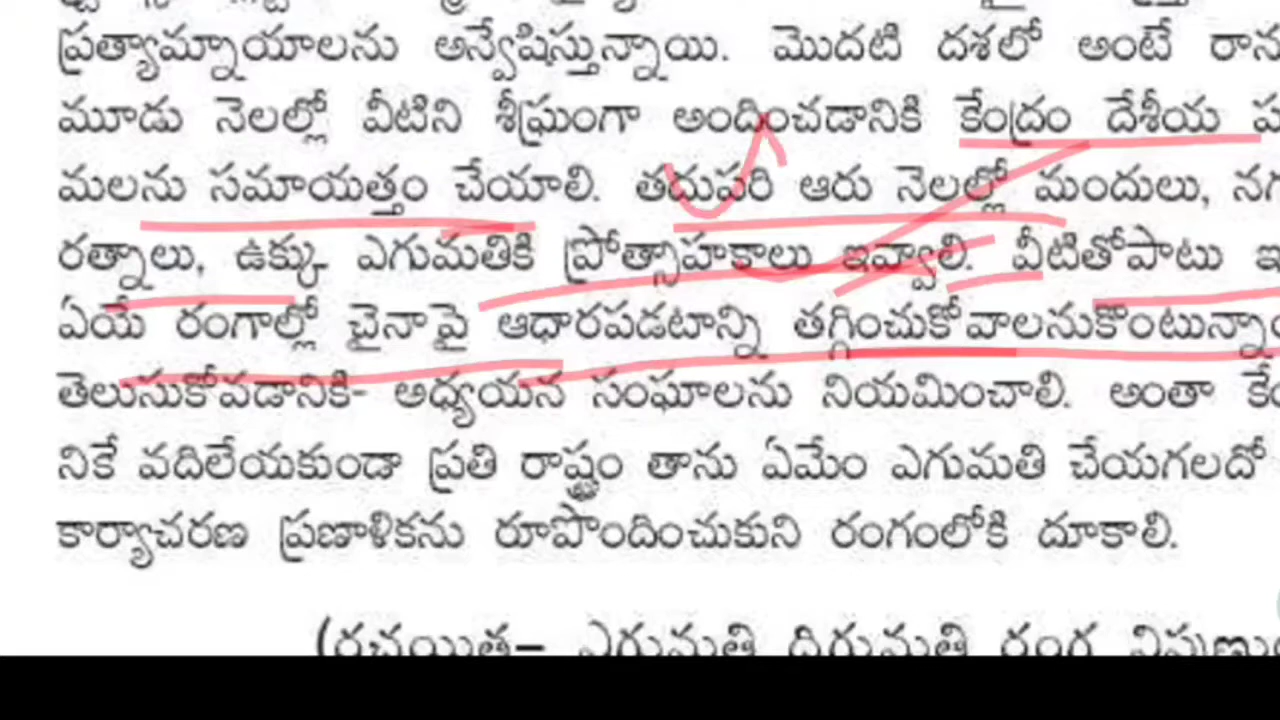 ప్రత్యామ్నాయాలను అన్వేషిస్తున్నాయి. మొదటి దశలో అంటే
మూడు నెలల్లో వీటిని శీఘ్రంగా అందించడానికి కేంద్రం దేశీయ
మలను సమాయత్తం చేయాలి. తదుపరి ఆరు నెలల్లో మందులు,
రత్నాలు, ఉక్కు ఎగుమతికి ప్రోత్సాహకాలు ఇవ్వాలి. వీటితోపాటు
ఏయే రంగాల్లో చైనాపై ఆధారపడటాన్ని
తెలుసుకోవడానికి- అధ్యయన సంఘాలను నియమించాలి. అంతా
నికే వదిలేయకుండా ప్రతి రాష్ట్రం తాను ఏమేం ఎగుమతి చేయగలదో
కార్యాచరణ ప్రణాళికను రూపొందించుకుని రంగంలోకి దూకాలి.
(రచయిత– ఎగుమతి దిగుమతి రంగ